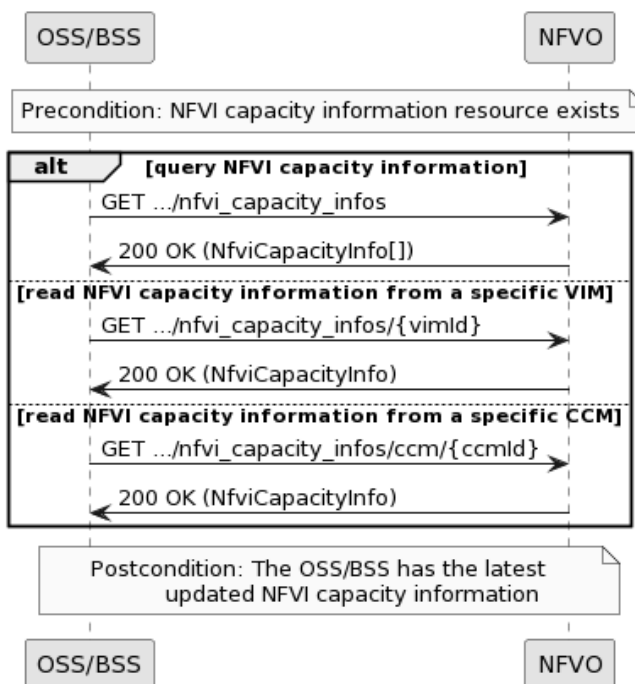 OSS/BSS NFVO
Precondition: NFVI capacity information resource exists
alt [query NFVI capacity information]
GET .../nfvi_capacity_infos
200 OK (NfviCapacityInfo[])
[read NFVI capacity information from a specific VIM]
GET .../nfvi_capacity_infos/{vimId}
200 OK (NfviCapacityInfo)
[read NFVI capacity information from a specific CCM]
GET .../nfvi_capacity_infos/ccm/{ccmId}
200 OK (NfviCapacityInfo)
Postcondition: The OSS/BSS has the latest
updated NFVI capacity information
OSS/BSS NFVO